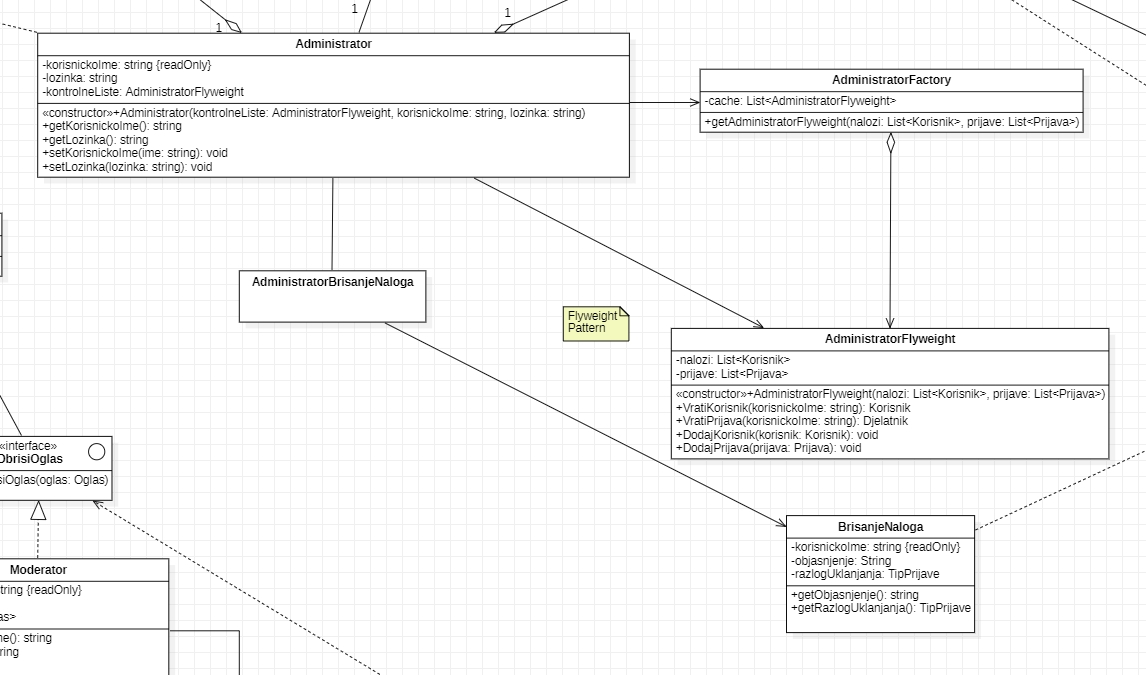 1
1
1
Administrator
-korisnickoIme: string {readOnly}
-lozinka: string
-kontrolneListe: AdministratorFlyweight
«constructor»+Administrator(kontrolneListe: AdministratorFlyweight, korisnickoIme: string, lozinka: string)
+getKorisnickoIme(): string
+getLozinka(): string
+setKorisnickoIme(ime: string): void
+setLozinka(lozinka: string): void
AdministratorFactory
-cache: List<AdministratorFlyweight>
+getAdministratorFlyweight(nalozi: List<Korisnik>, prijave: List<Prijava>)
AdministratorBrisanjeNaloga
Flyweight
Pattern
AdministratorFlyweight
-nalozi: List<Korisnik>
-prijave: List<Prijava>
«constructor»+AdministratorFlyweight(nalozi: List<Korisnik>, prijave: List<Prijava>)
+VratiKorisnik(korisnickoIme: string): Korisnik
+VratiPrijava(korisnickoIme: string): Djelatnik
+DodajKorisnik(korisnik: Korisnik): void
+DodajPrijava(prijava: Prijava): void
«interface»
ObrisiOglas
siOglas(oglas: Oglas)
Moderator
tring {readOnly}
as>
ne(): string
ring
BrisanjeNaloga
-korisnickoIme: string {readOnly}
-objasnjenje: String
-razlogUklanjanja: TipPrijave
+getObjasnjenje(): string
+getRazlogUklanjanja(): TipPrijave